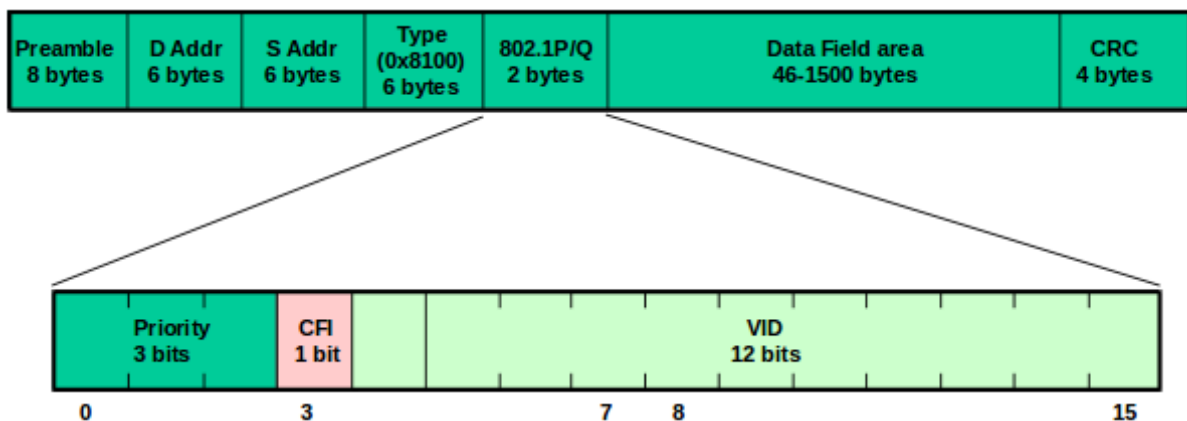 Preamble
8 bytes
D Addr
6 bytes
S Addr
6 bytes
Type
(0x8100)
6 bytes
802.1P/Q
2 bytes
Data Field area
46-1500 bytes
CRC
4 bytes
Priority
3 bits
CFI
1 bit
VID
12 bits
0
3
7
8
15